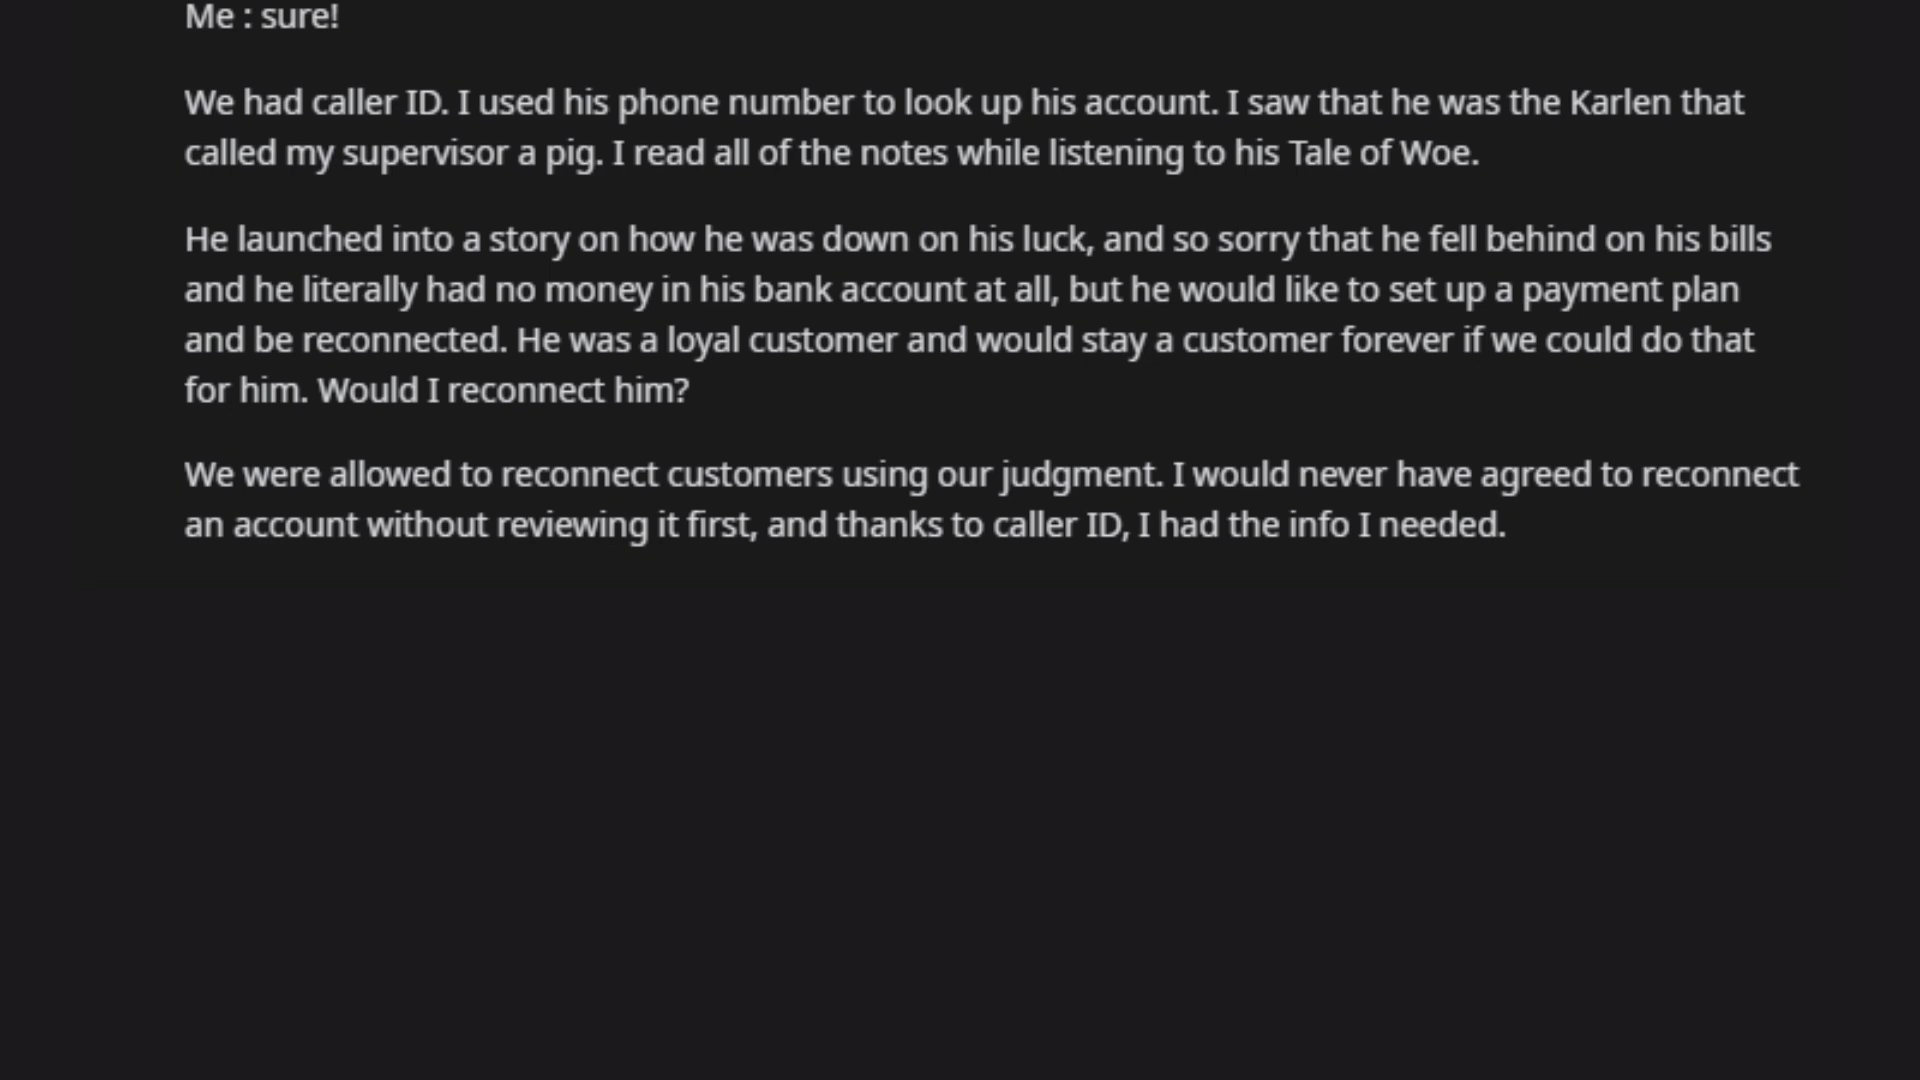 Me : sure!
We had caller ID. I used his phone number to look up his account. I saw that he was the Karlen that
called my supervisor a pig. I read all of the notes while listening to his Tale of Woe.
He launched into a story on how he was down on his luck, and so sorry that he fell behind on his bills
and he literally had no money in his bank account at all, but he would like to set up a payment plan
and be reconnected. He was a loyal customer and would stay a customer forever if we could do that
for him. Would I reconnect him?
We were allowed to reconnect customers using our judgment. I would never have agreed to reconnect
an account without reviewing it first, and thanks to caller ID, I had the info I needed.